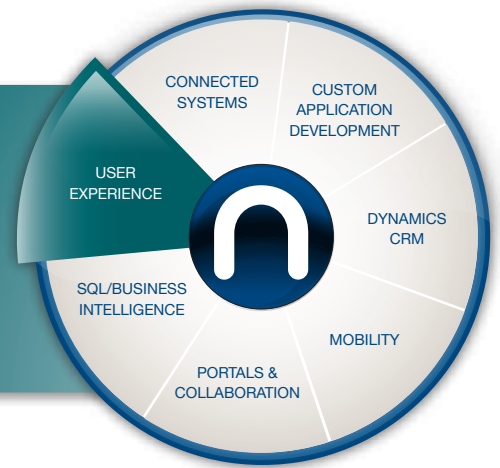 CONNECTED
SYSTEMS
CUSTOM
APPLICATION
DEVELOPMENT
USER
EXPERIENCE
DYNAMICS
CRM
SQL/BUSINESS
INTELLIGENCE
MOBILITY
PORTALS &
COLLABORATION